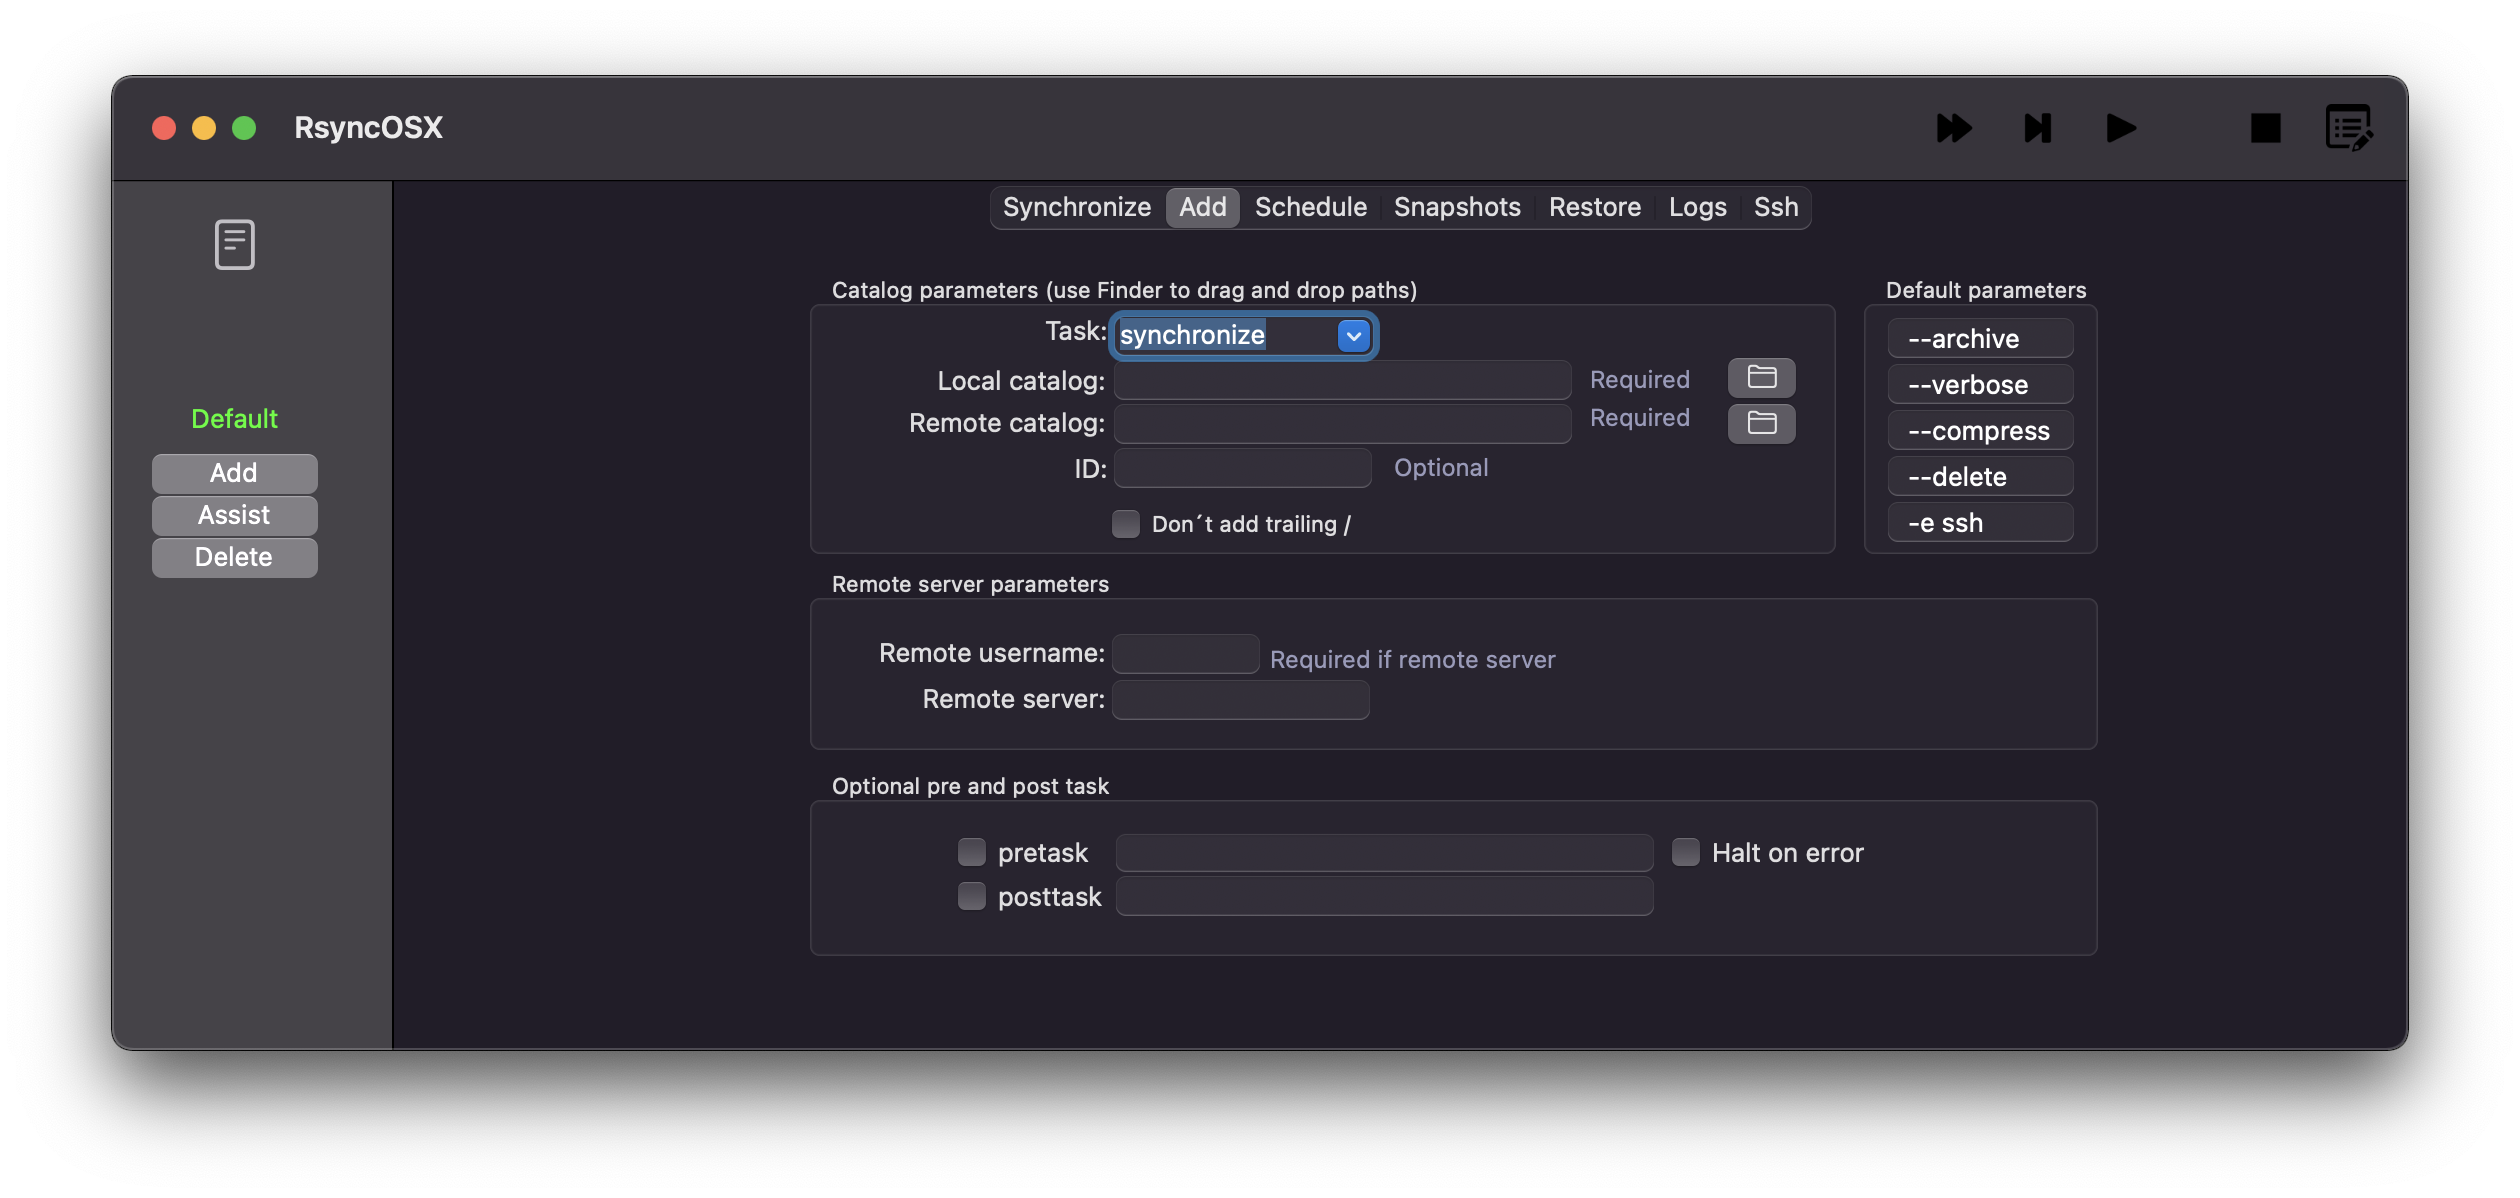 RsyncOSX
Synchronize Add Schedule Snapshots Restore Logs Ssh
Default
Add
Assist
Delete
Catalog parameters (use Finder to drag and drop paths)
Task: synchronize
Local catalog: Required
Remote catalog: Required
ID: Optional
Don´t add trailing /
Default parameters
--archive
--verbose
--compress
--delete
-e ssh
Remote server parameters
Remote username: Required if remote server
Remote server:
Optional pre and post task
pretask Halt on error
posttask